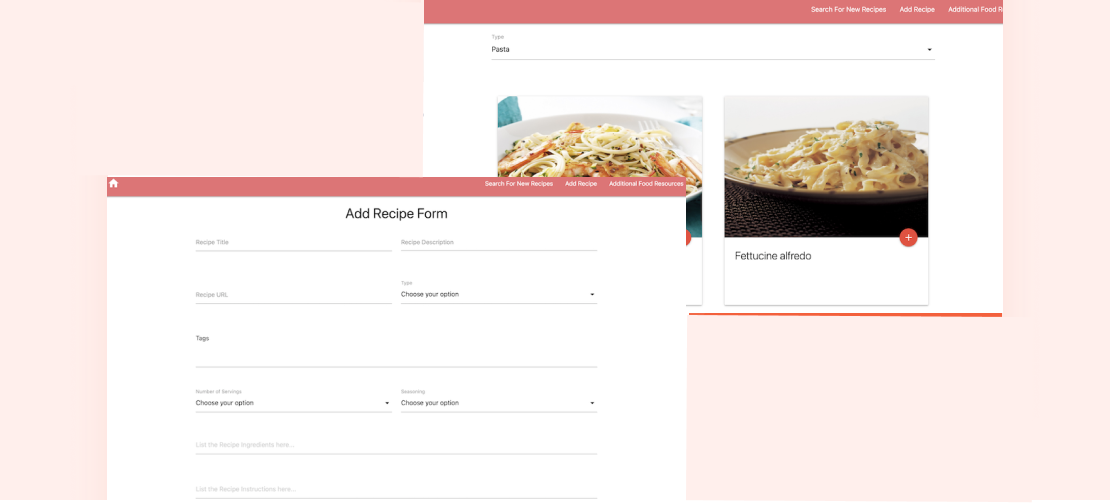 Search For New Recipes Add Recipe Additional Food R
Type
Pasta
Fettucine alfredo
Search For New Recipes Add Recipe Additional Food Resources
Add Recipe Form
Recipe Title Recipe Description
Type
Recipe URL Choose your option
Tags
Number of Servings Reasoning
Choose your option Choose your option
List the Recipe Ingredients here...
List the Recipe Instructions here...